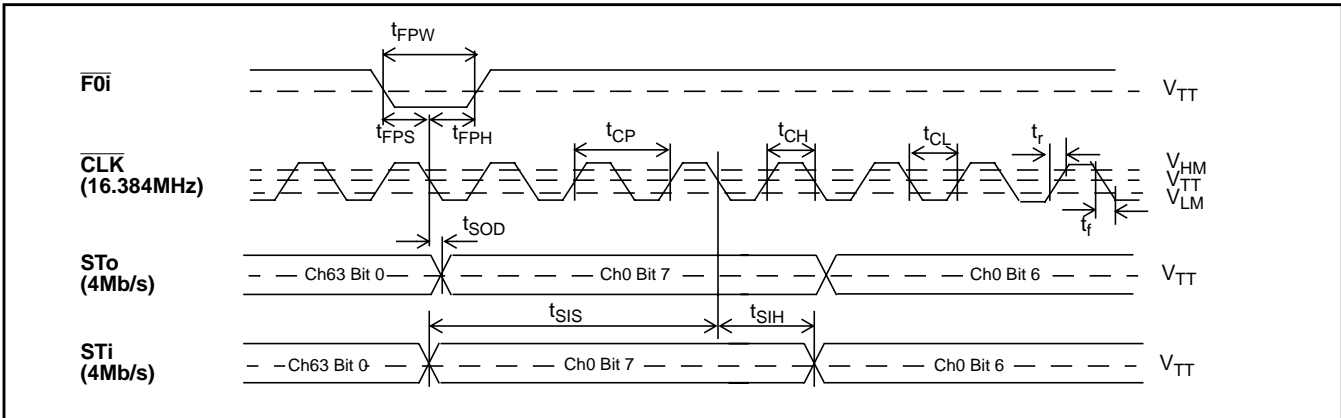 tFPW
F0i
VTT
tFPS tFPH tCP tCH tCL tr
CLK
(16.384MHz)
VHM
VTT
VLM
tf
tSOD
STo
(4Mb/s)
Ch63 Bit 0 Ch0 Bit 7 Ch0 Bit 6 VTT
tSIS tSIH
STi
(4Mb/s)
Ch63 Bit 0 Ch0 Bit 7 Ch0 Bit 6 VTT